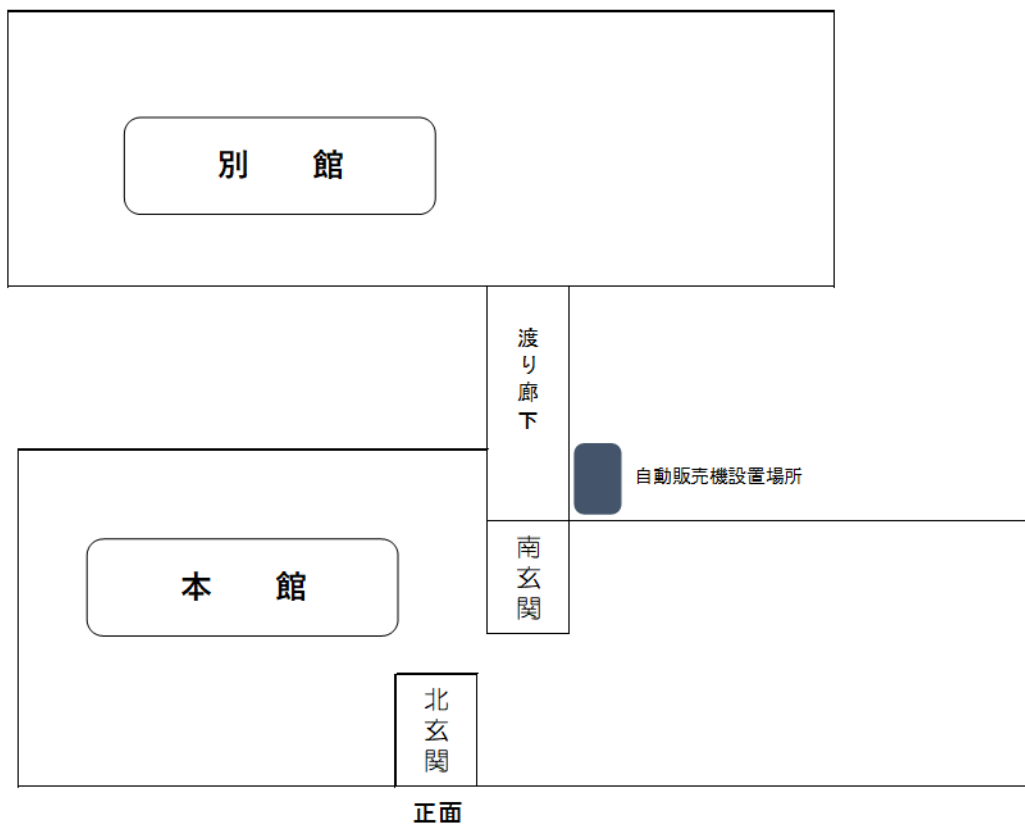 別　館
渡り廊下
自動販売機設置場所
南玄関
本　館
北玄関
正面